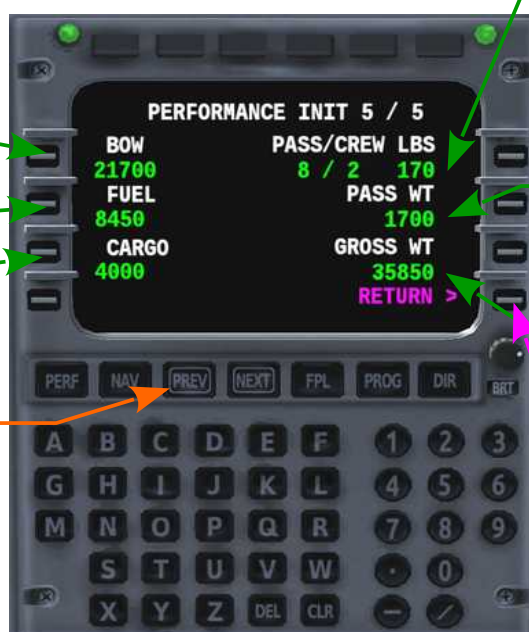 PERFORMANCE INIT 5 / 5
BOW PASS/CREW LBS
21700 8 / 2 170
FUEL PASS WT
8450 1700
CARGO GROSS WT
4000 35850
RETURN >
PERF NAV PREV NEXT FPL PROG DIR BRT
A B C D E F 1 2 3
G H I J K L 4 5 6
M N O P Q R 7 8 9
S T U V W · 0
X Y Z DEL CLR − /